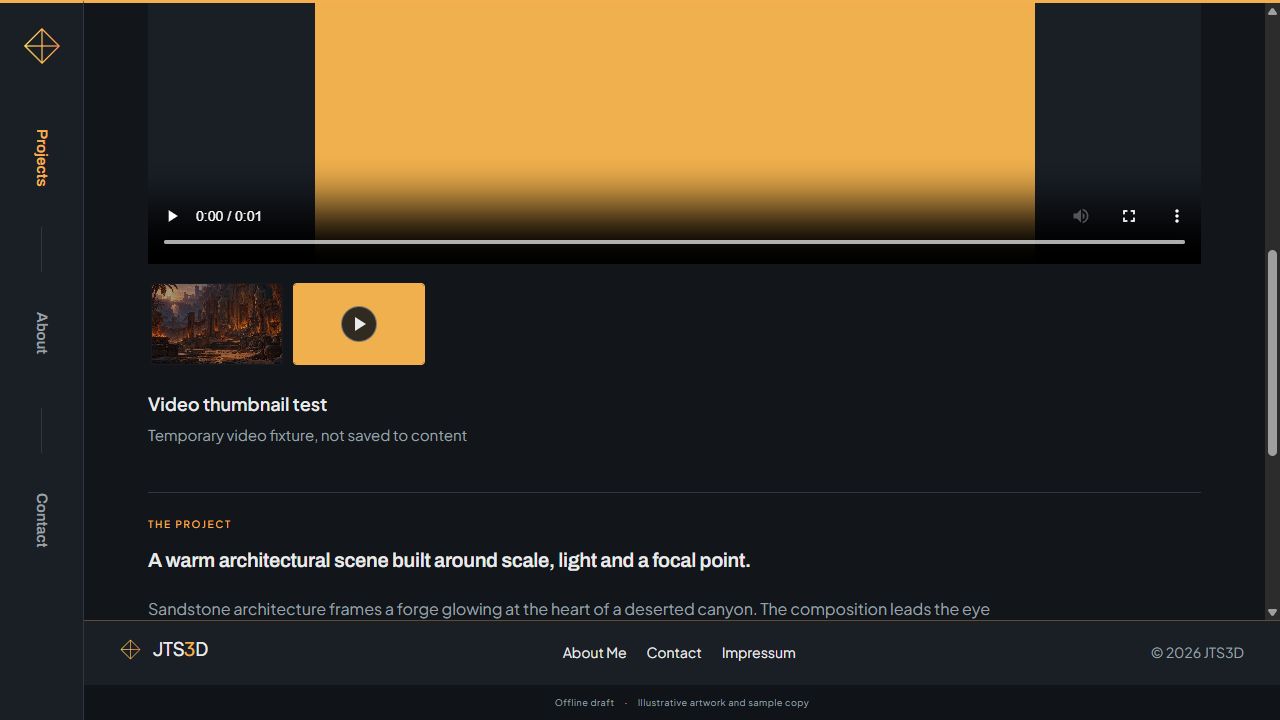 Projects
About
Contact
0:00 / 0:01
Video thumbnail test
Temporary video fixture, not saved to content
THE PROJECT
A warm architectural scene built around scale, light and a focal point.
Sandstone architecture frames a forge glowing at the heart of a deserted canyon. The composition leads the eye
JTS3D
About Me
Contact
Impressum
© 2026 JTS3D
Offline draft · Illustrative artwork and sample copy